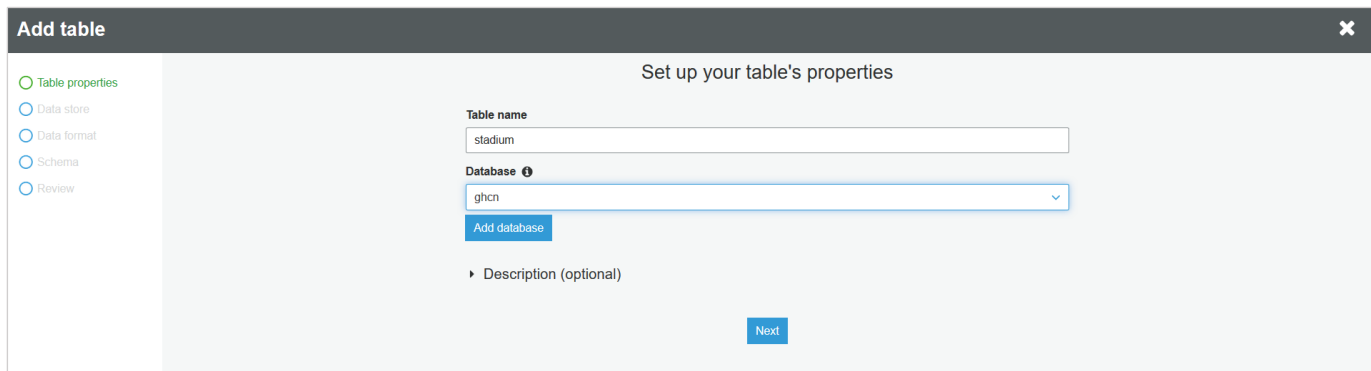 Add table
Table properties
Data store
Data format
Schema
Review
Set up your table's properties
Table name
stadium
Database
ghcn
Add database
Description (optional)
Next